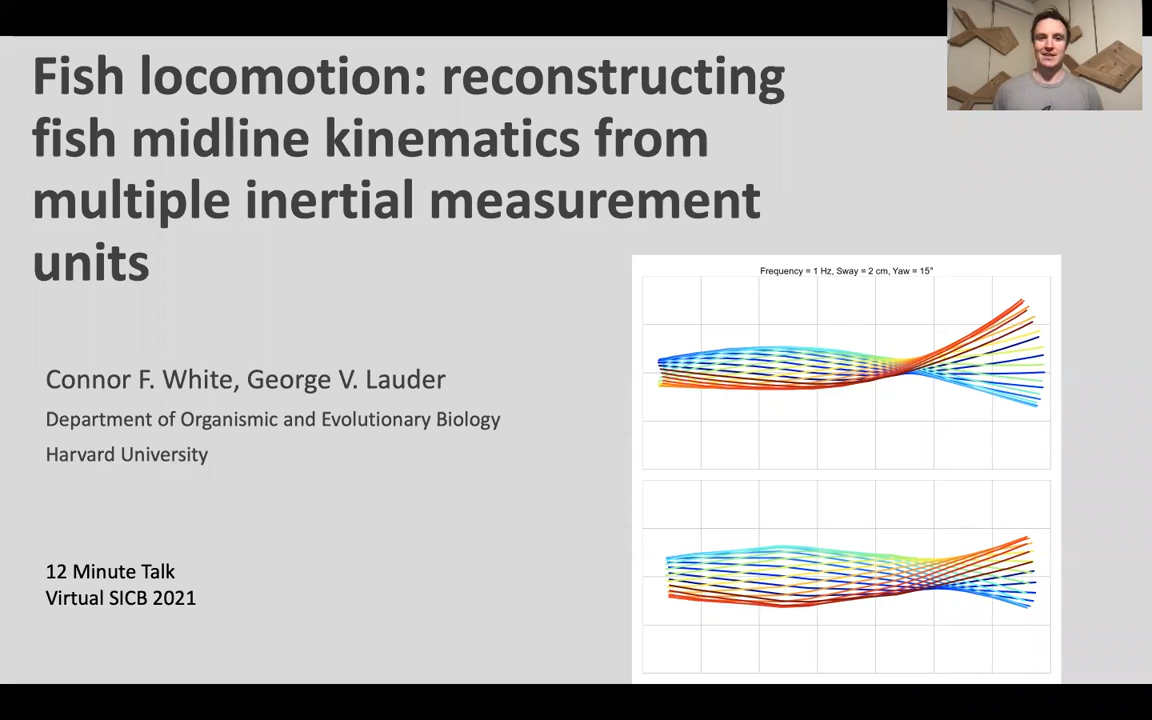 Fish locomotion: reconstructing
fish midline kinematics from
multiple inertial measurement
units
Frequency = 1 Hz, Sway = 2 cm, Yaw = 15°
Connor F. White, George V. Lauder
Department of Organismic and Evolutionary Biology
Harvard University
12 Minute Talk
Virtual SICB 2021